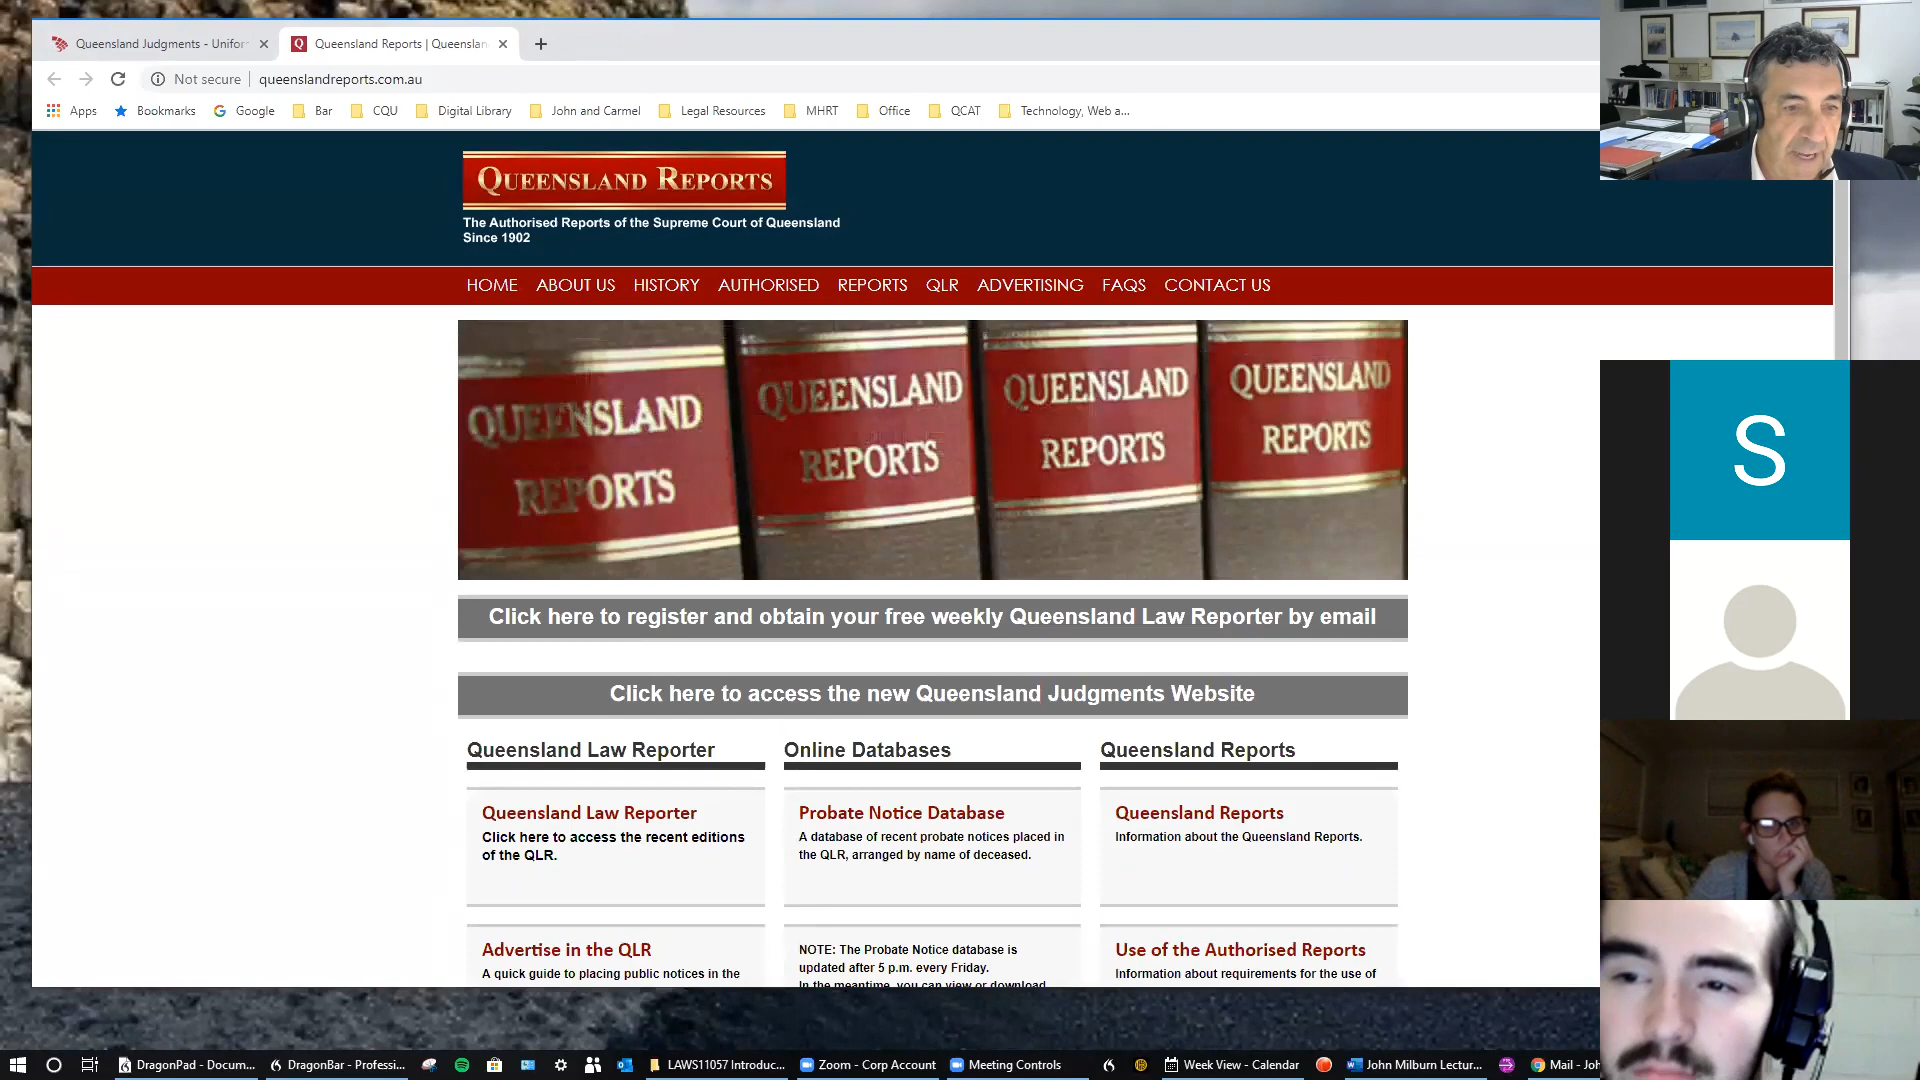 Queensland Judgments - Unifor
Queensland Reports | Queenslan
Not secure
queenslandreports.com.au
Apps
Bookmarks
Google
Bar
CQU
Digital Library
John and Carmel
Legal Resources
MHRT
Office
QCAT
Technology, Web a...
QUEENSLAND REPORTS
The Authorised Reports of the Supreme Court of Queensland
Since 1902
HOME ABOUT US HISTORY AUTHORISED REPORTS QLR ADVERTISING FAQS CONTACT US
QUEENSLAND
REPORTS
QUEENSLAND
REPORTS
QUEENSLAND
REPORTS
QUEENSLAND
REPORTS
Click here to register and obtain your free weekly Queensland Law Reporter by email
Click here to access the new Queensland Judgments Website
Queensland Law Reporter
Queensland Law Reporter
Click here to access the recent editions
of the QLR.
Advertise in the QLR
A quick guide to placing public notices in the
Online Databases
Probate Notice Database
A database of recent probate notices placed in
the QLR, arranged by name of deceased.
NOTE: The Probate Notice database is
updated after 5 p.m. every Friday.
In the meantime, you can view or download
Queensland Reports
Queensland Reports
Information about the Queensland Reports.
Use of the Authorised Reports
Information about requirements for the use of
S
DragonPad - Docum...
DragonBar - Professi...
LAWS11057 Introduc...
Zoom - Corp Account
Meeting Controls
Week View - Calendar
John Milburn Lectur...
Mail - Joh